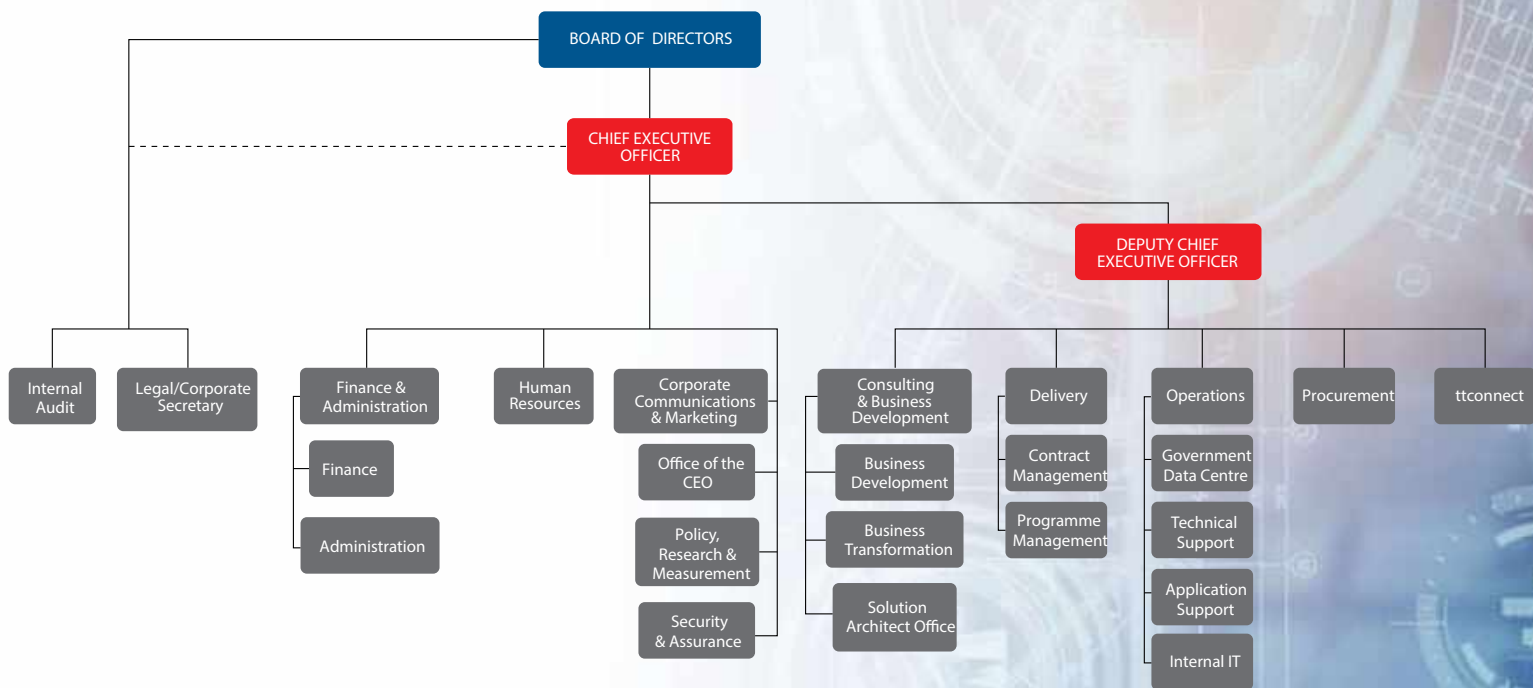 BOARD OF DIRECTORS
CHIEF EXECUTIVE
OFFICER
DEPUTY CHIEF
EXECUTIVE OFFICER
Internal
Audit
Legal/Corporate
Secretary
Finance &
Administration
Finance
Administration
Human
Resources
Corporate
Communications
& Marketing
Office of the
CEO
Policy,
Research &
Measurement
Security
& Assurance
Consulting
& Business
Development
Business
Development
Business
Transformation
Solution
Architect Office
Delivery
Contract
Management
Programme
Management
Operations
Government
Data Centre
Technical
Support
Application
Support
Internal IT
Procurement
ttconnect